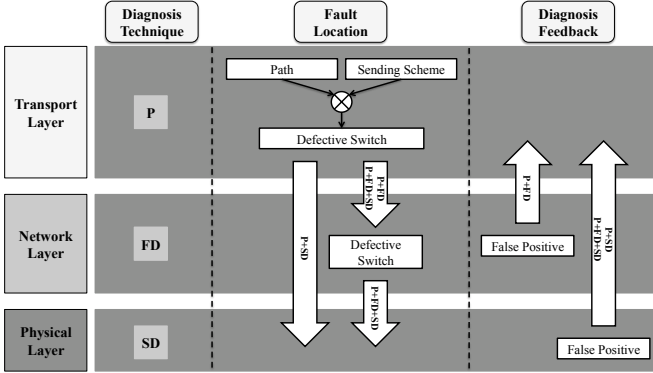 Diagnosis
Technique
Fault
Location
Diagnosis
Feedback
Transport
Layer
P
Path
Sending Scheme
Defective Switch
P+SD
P+FD
P+FD+SD
P+FD
P+SD
P+FD+SD
Network
Layer
FD
Defective
Switch
False Positive
P+FD+SD
Physical
Layer
SD
False Positive